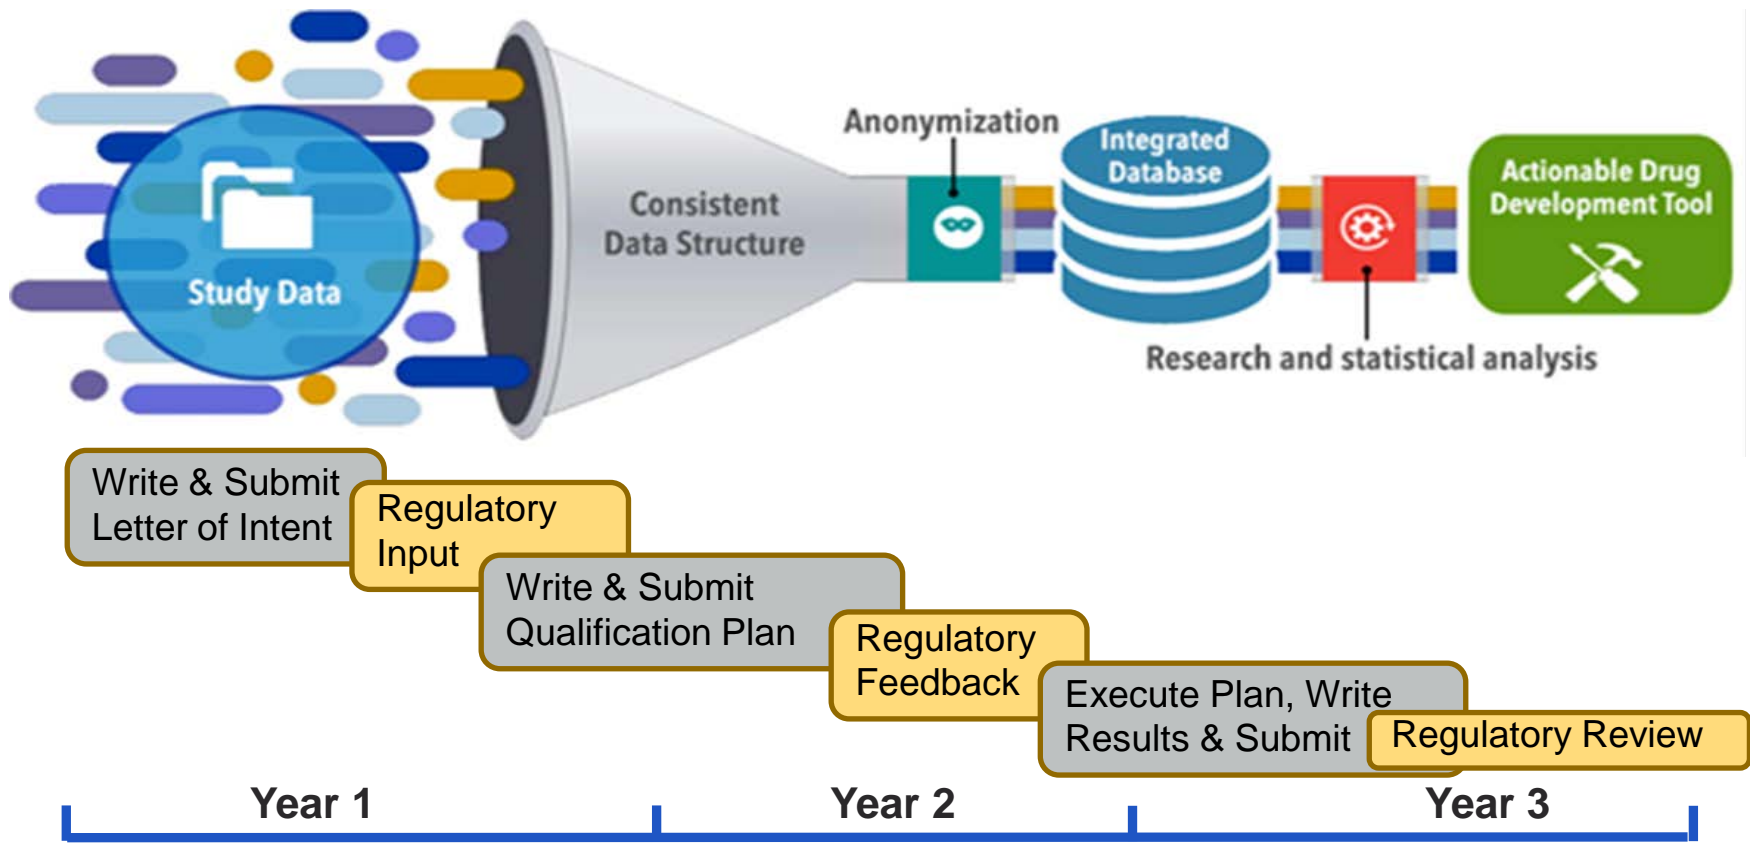 Anonymization
Integrated
Database
Actionable Drug
Development Tool
Consistent
Data Structure
Study Data
Research and statistical analysis
Write & Submit
Letter of Intent
Regulatory
Input
Write & Submit
Qualification Plan
Regulatory
Feedback
Execute Plan, Write
Results & Submit
Regulatory Review
Year 1
Year 2
Year 3